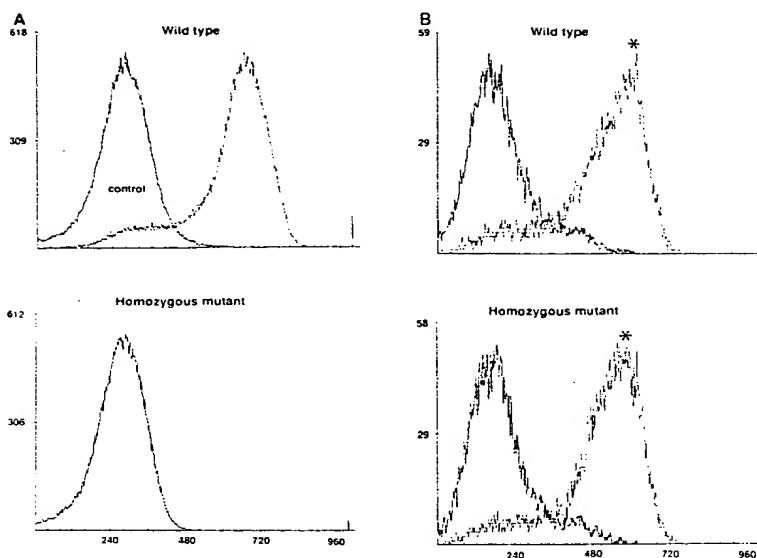 A
Wild type
618
309
control
Homozygous mutant
612
306
240
480
720
960
B
Wild type
59
*
29
Homozygous mutant
58
*
29
240
480
720
960